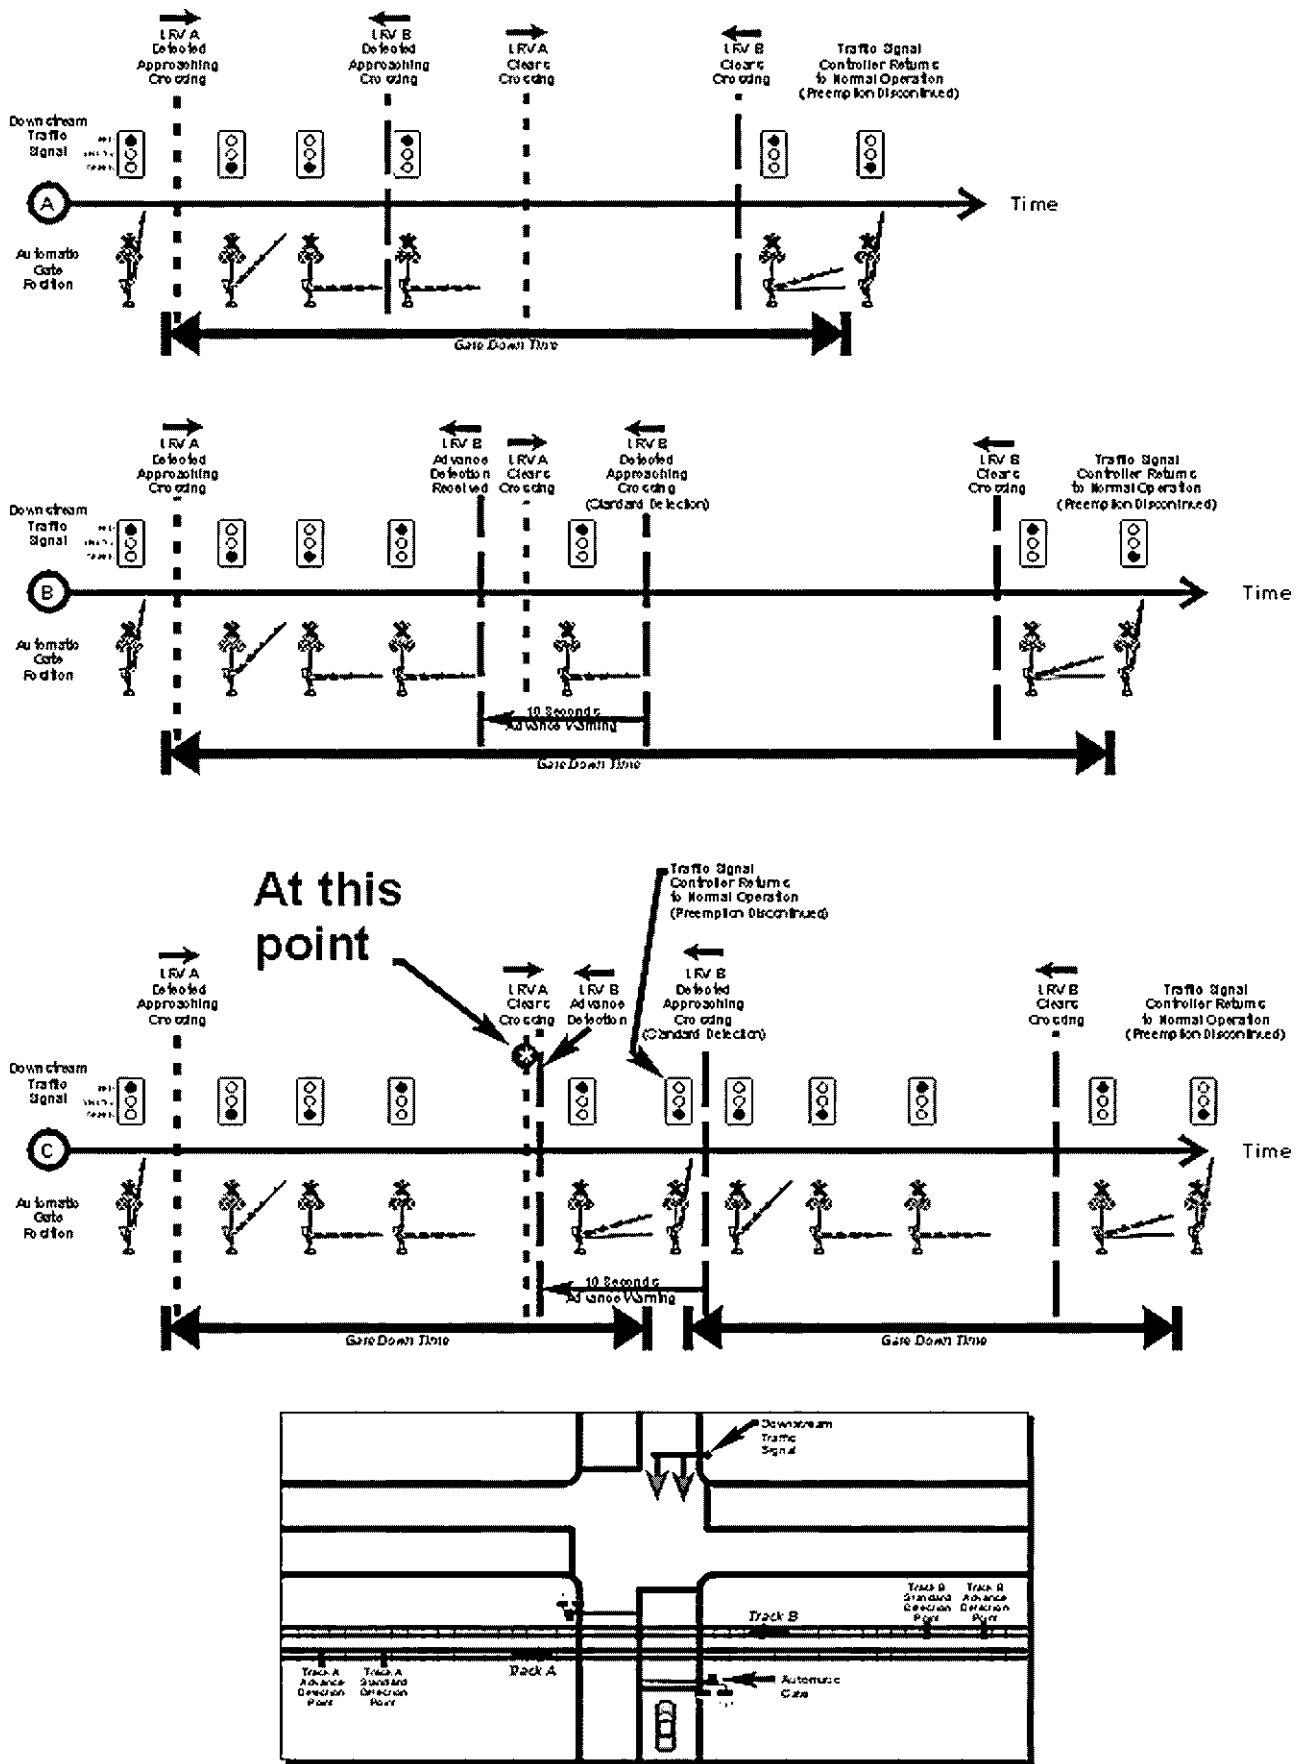 LRV A
Detected
Approaching
Crossing
LRV B
Detected
Approaching
Crossing
LRV A
Clears
Crossing
LRV B
Clears
Crossing
Traffic Signal
Controller Returns
to Normal Operation
(Preemption Discontinued)
Downstream
Traffic
Signal
A
Time
Automatic
Gate
Position
Gate Down Time
LRV A
Detected
Approaching
Crossing
LRV B
Advance
Detection
Received
LRV A
Clears
Crossing
LRV B
Detected
Approaching
Crossing
(Standard Detection)
LRV B
Clears
Crossing
Traffic Signal
Controller Returns
to Normal Operation
(Preemption Discontinued)
Downstream
Traffic
Signal
B
Time
Automatic
Gate
Position
10 Seconds
Advance Warning
Gate Down Time
At this
point
Traffic Signal
Controller Returns
to Normal Operation
(Preemption Discontinued)
LRV A
Detected
Approaching
Crossing
LRV A
Clears
Crossing
LRV B
Advance
Detection
LRV B
Detected
Approaching
Crossing
(Standard Detection)
LRV B
Clears
Crossing
Traffic Signal
Controller Returns
to Normal Operation
(Preemption Discontinued)
Downstream
Traffic
Signal
C
Time
Automatic
Gate
Position
10 Seconds
Advance Warning
Gate Down Time
Gate Down Time
Downstream
Traffic
Signal
Track B
Standard
Detection
Point
Track B
Advance
Detection
Point
Track B
Track A
Track A
Advance
Detection
Point
Track A
Standard
Detection
Point
Automatic
Gate